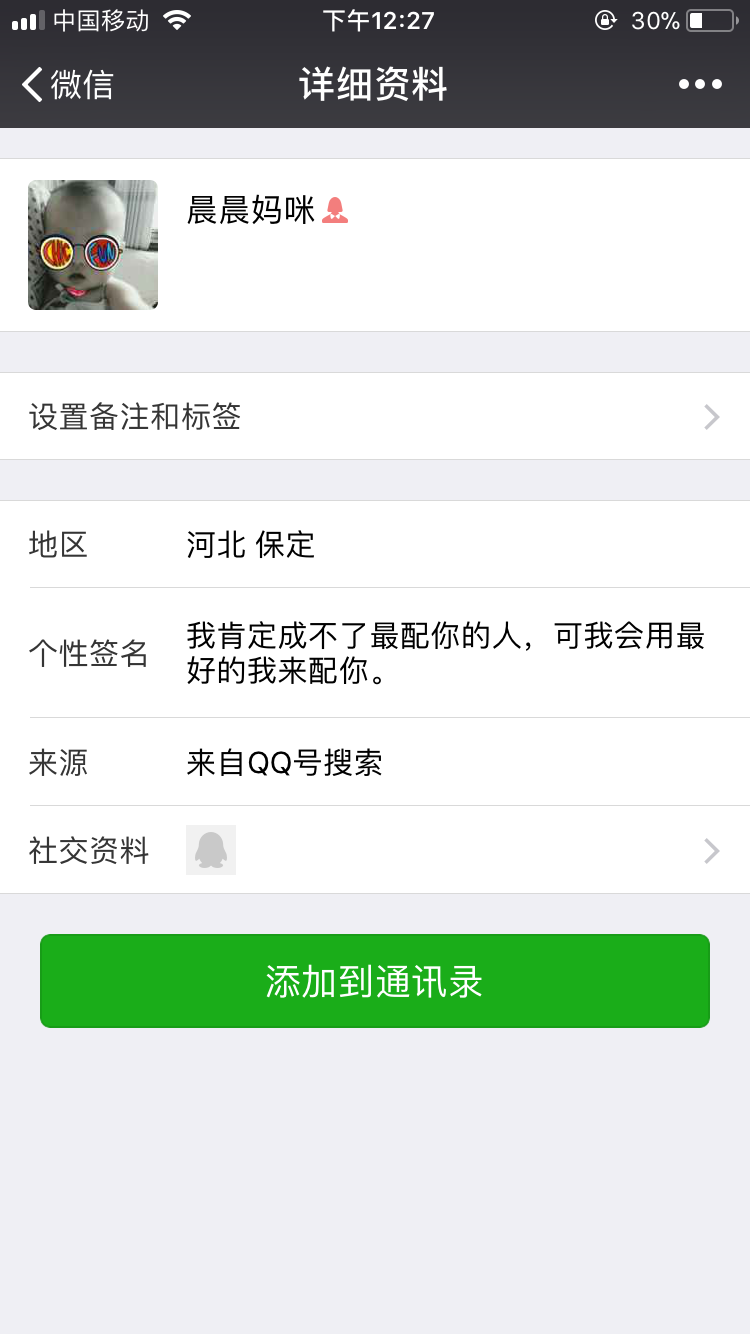 中国移动 下午12:27 30%
微信 详细资料
CHIC FUN
晨晨妈咪
设置备注和标签
地区 河北 保定
个性签名 我肯定成不了最配你的人，可我会用最
好的我来配你。
来源 来自QQ号搜索
社交资料
添加到通讯录